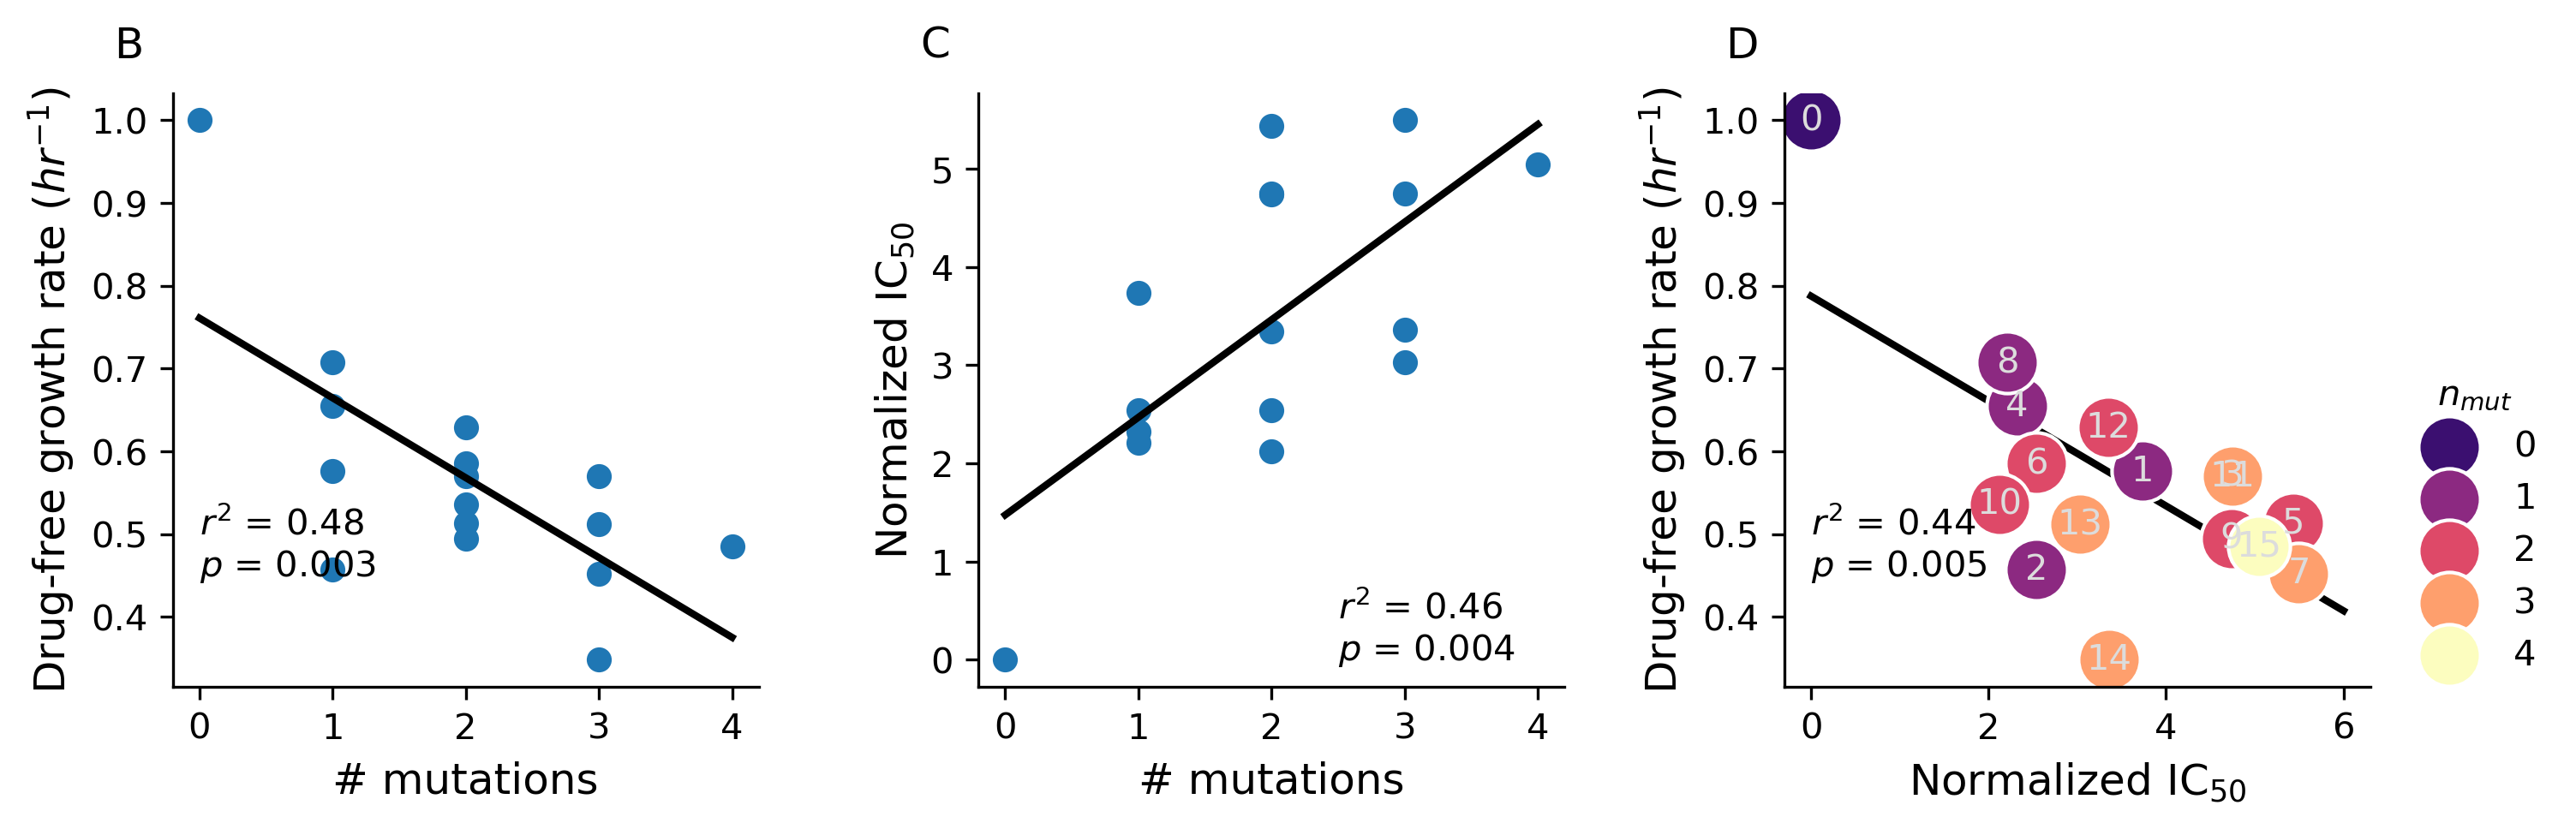 B
Drug-free growth rate (hr⁻¹)
1.0
0.9
0.8
0.7
0.6
0.5
0.4
r² = 0.48
p = 0.003
0 1 2 3 4
# mutations
C
Normalized IC₅₀
5
4
3
2
1
0
r² = 0.46
p = 0.004
0 1 2 3 4
# mutations
D
Drug-free growth rate (hr⁻¹)
1.0
0.9
0.8
0.7
0.6
0.5
0.4
0
8
4
12
6
1
11
3
10
13
5
9
15
2
7
14
r² = 0.44
p = 0.005
0 2 4 6
Normalized IC₅₀
n_mut
0
1
2
3
4